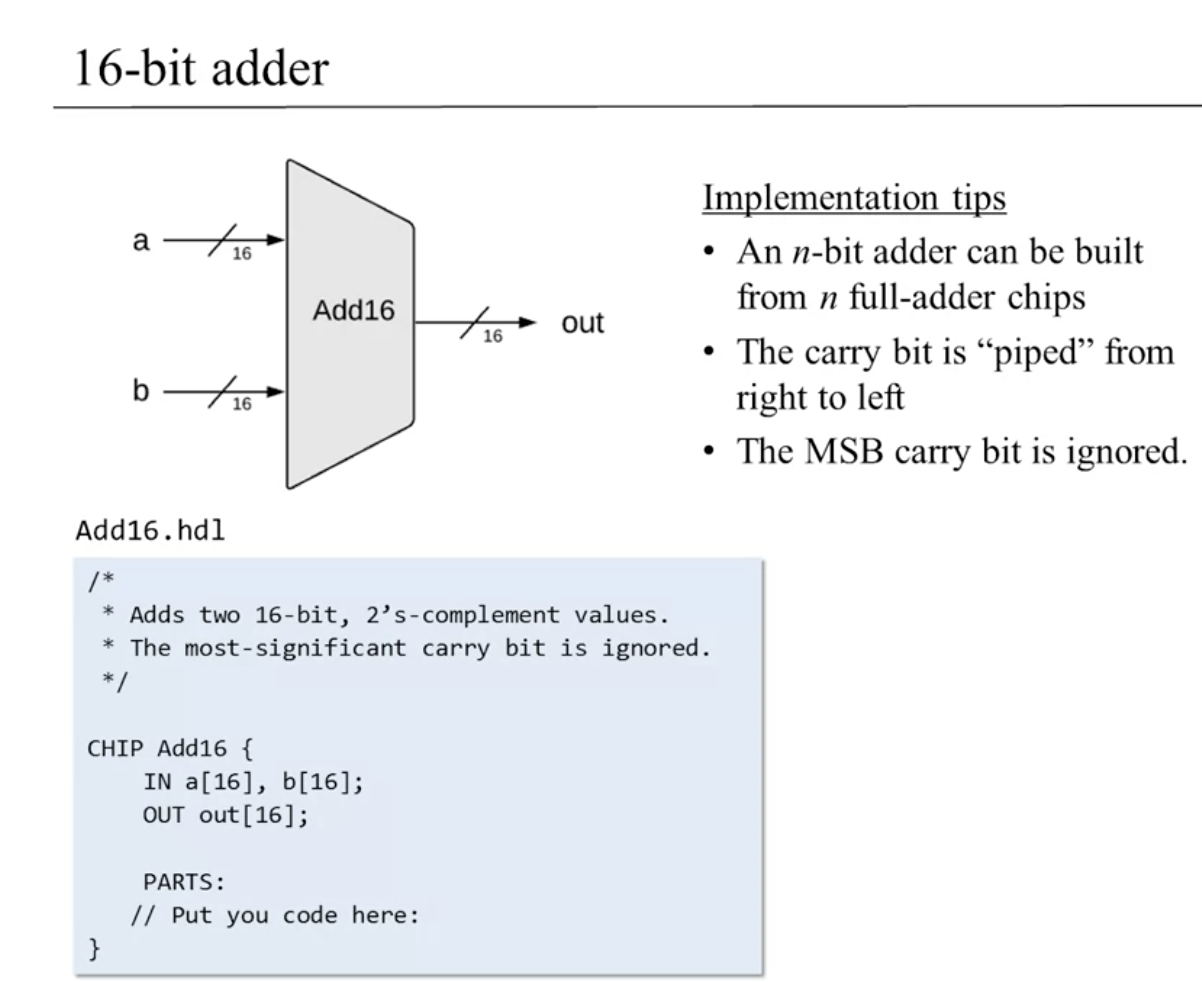 16-bit adder
a
16
b
16
Add16
16
out
Implementation tips
• An n-bit adder can be built
from n full-adder chips
• The carry bit is “piped” from
right to left
• The MSB carry bit is ignored.
Add16.hdl
/*
 * Adds two 16-bit, 2’s-complement values.
 * The most-significant carry bit is ignored.
 */
CHIP Add16 {
    IN a[16], b[16];
    OUT out[16];
    PARTS:
   // Put you code here:
}